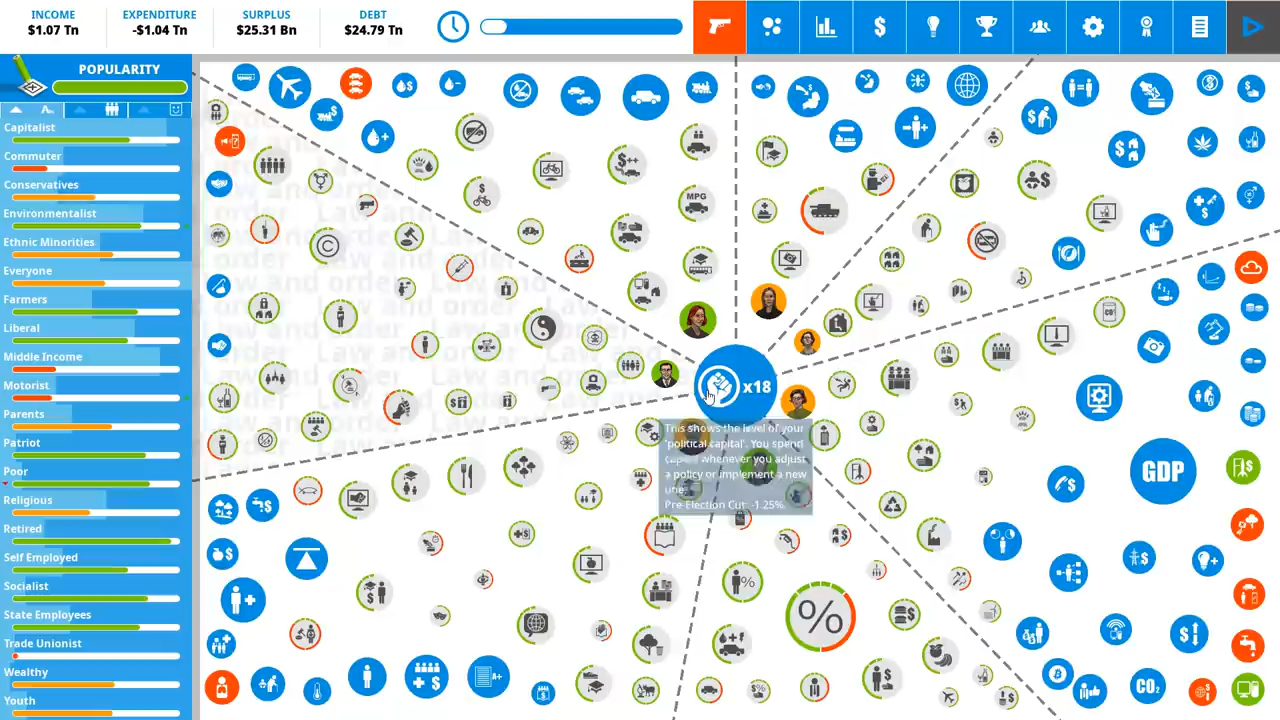 INCOME
$1.07 Tn
EXPENDITURE
-$1.04 Tn
SURPLUS
$25.31 Bn
DEBT
$24.79 Tn
POPULARITY
Capitalist
Commuter
Conservatives
Environmentalist
Ethnic Minorities
Everyone
Farmers
Liberal
Middle Income
Motorist
Parents
Patriot
Poor
Religious
Retired
Self Employed
Socialist
State Employees
Trade Unionist
Wealthy
Youth
MPG
x18
This shows the level of your
'political capital'. You spend
capital whenever you adjust
a policy or implement a new
one.
Pre Election Cut: -1.25%
GDP
CO₂
%
Law and order